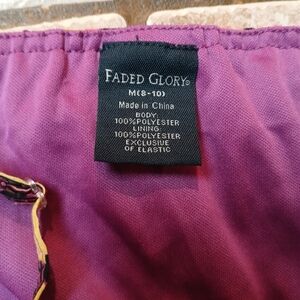 FADED GLORY®
M(8-10)
Made in China
BODY:
100%POLYESTER
LINING:
100%POLYESTER
EXCLUSIVE
OF ELASTIC